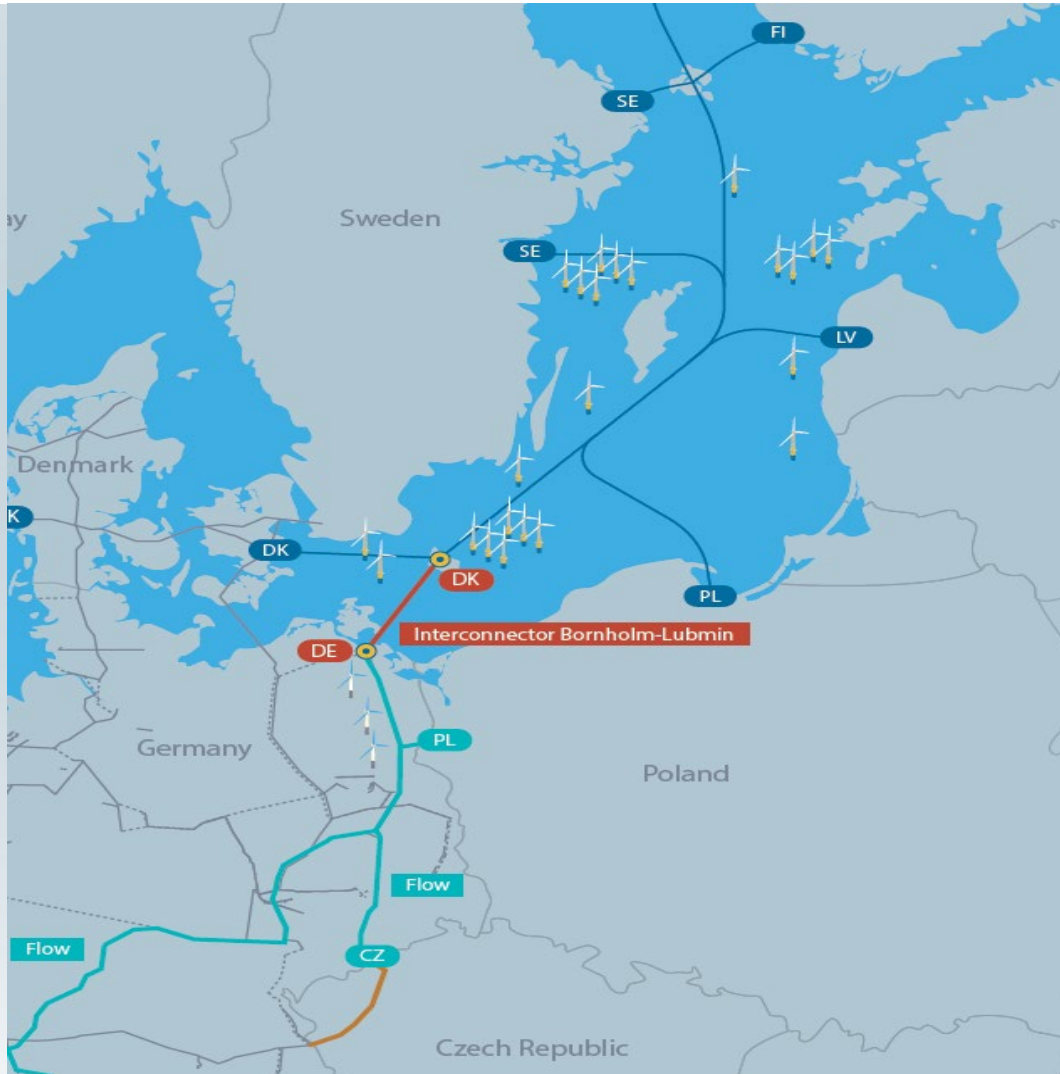 FI
SE
Sweden
ay
SE
LV
Denmark
K
DK
DK
PL
Interconnector Bornholm-Lubmin
DE
PL
Germany
Poland
Flow
Flow
CZ
Czech Republic